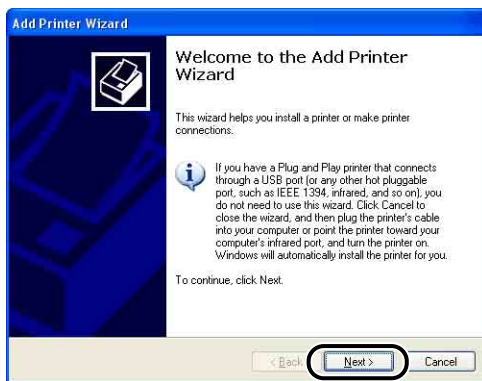 Add Printer Wizard
Welcome to the Add Printer
Wizard
This wizard helps you install a printer or make printer
connections.
If you have a Plug and Play printer that connects
through a USB port (or any other hot pluggable
port, such as IEEE 1394, infrared, and so on), you
do not need to use this wizard. Click Cancel to
close the wizard, and then plug the printer's cable
into your computer or point the printer toward your
computer's infrared port, and turn the printer on.
Windows will automatically install the printer for you.
To continue, click Next.
< Back Next > Cancel